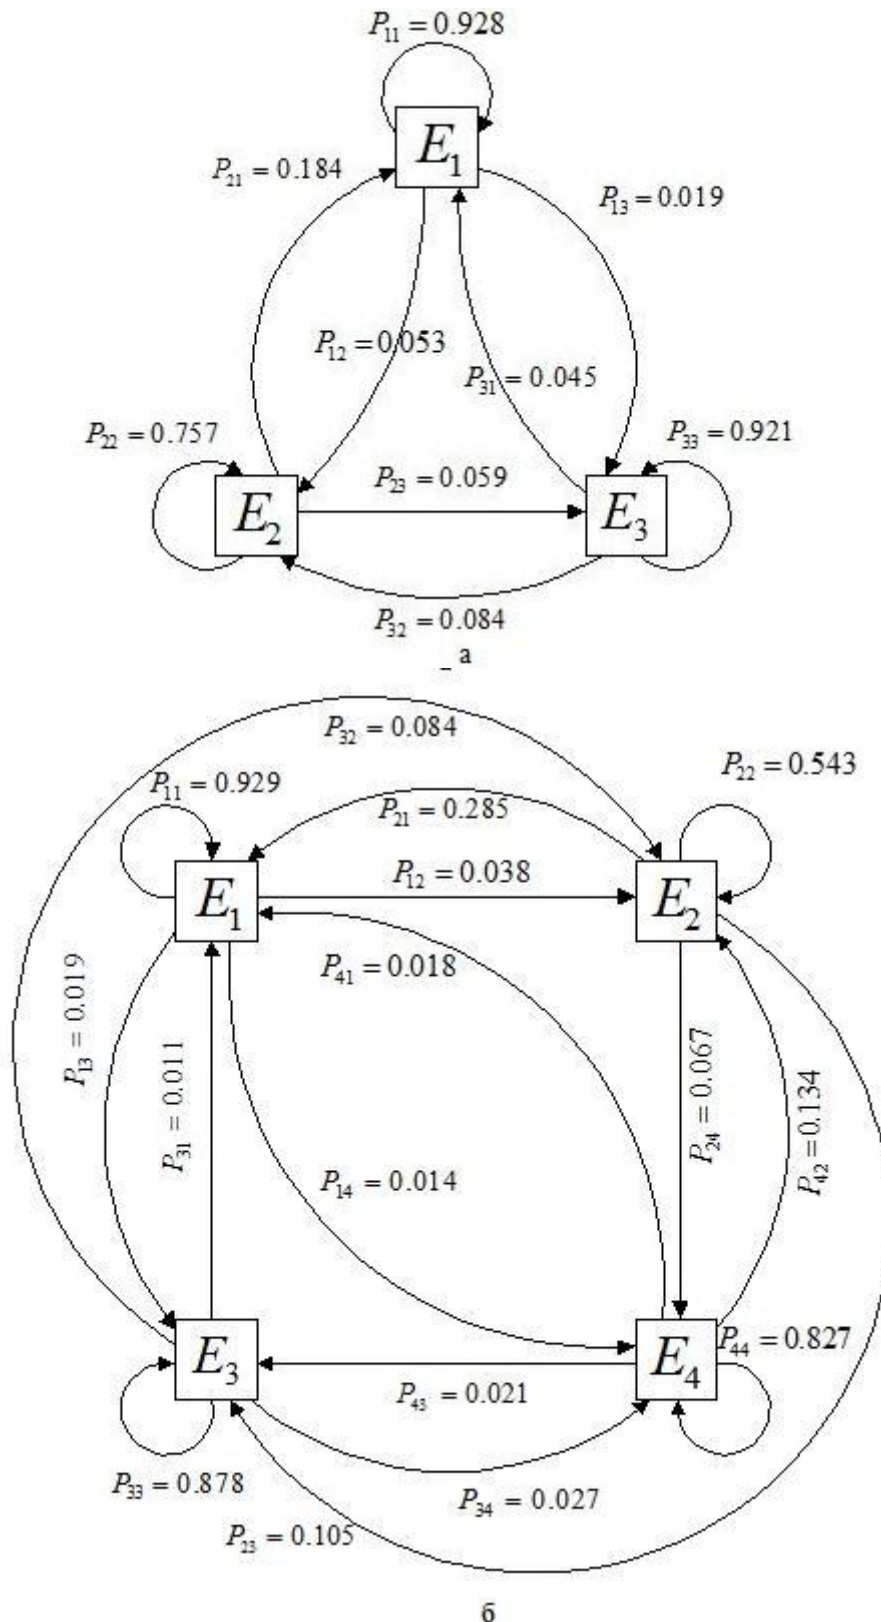 P₁₁ = 0.928
E₁
P₂₁ = 0.184
P₁₃ = 0.019
P₁₂ = 0.053
P₃₁ = 0.045
P₂₂ = 0.757
P₃₃ = 0.921
P₂₃ = 0.059
E₂
E₃
P₃₂ = 0.084
_ а
P₃₂ = 0.084
P₂₂ = 0.543
P₁₁ = 0.929
P₂₁ = 0.285
P₁₂ = 0.038
E₁
E₂
P₄₁ = 0.018
P₁₃ = 0.019
P₃₁ = 0.011
P₂₄ = 0.067
P₄₂ = 0.134
P₁₄ = 0.014
E₃
E₄
P₄₄ = 0.827
P₄₃ = 0.021
P₃₃ = 0.878
P₃₄ = 0.027
P₂₃ = 0.105
б